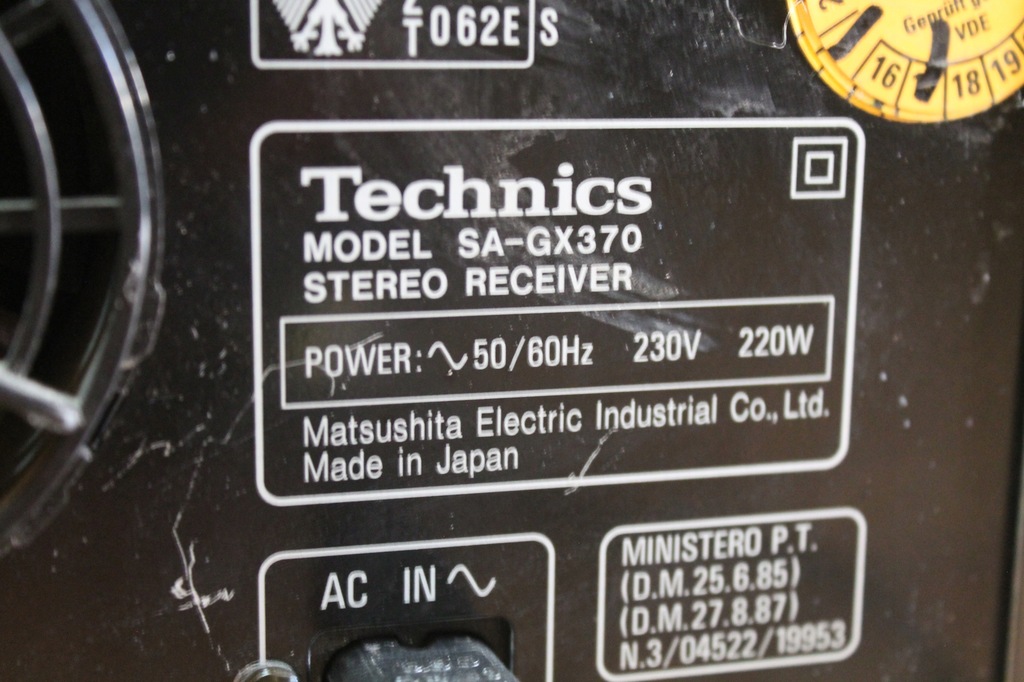 T062E S
Geprüft
VDE
16
18
19
Technics
MODEL SA-GX370
STEREO RECEIVER
POWER: ∿ 50/60Hz 230V 220W
Matsushita Electric Industrial Co., Ltd.
Made in Japan
AC IN ∿
MINISTERO P.T.
(D.M.25.6.85)
(D.M.27.8.87)
N.3/04522/19953